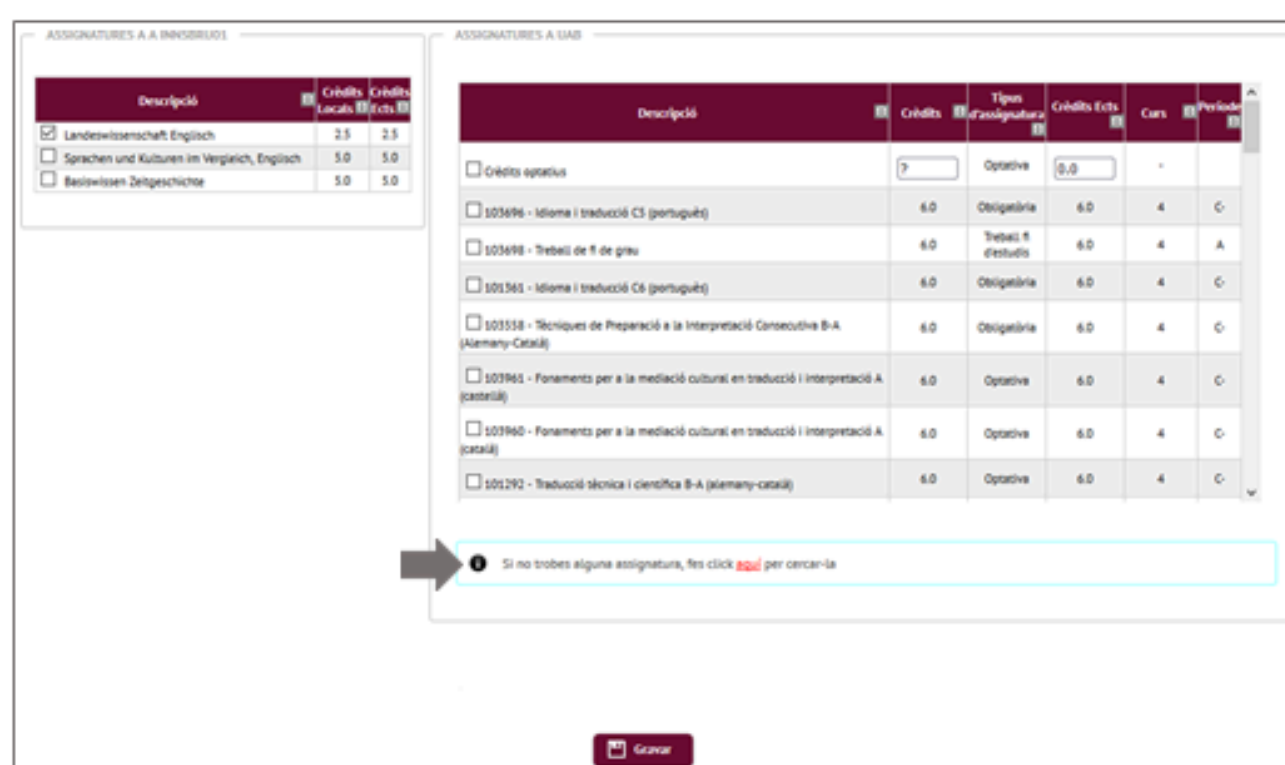 ASSIGNATURES A A INNSBRU01
Descripció
Crèdits Locals
Crèdits Ects
Landeswissenschaft Englisch 2.5 2.5
Sprachen und Kulturen im Vergleich, Englisch 5.0 5.0
Basiswissen Zeitgeschichte 5.0 5.0
ASSIGNATURES A UAB
Descripció
Crèdits
Tipus d'assignatura
Crèdits Ects
Curs
Període
Crèdits optatius ? Optativa 0.0 -
103696 - Idioma i traducció C5 (portuguès) 6.0 Obligatòria 6.0 4 C-
103698 - Treball de fi de grau 6.0 Treball fi d'estudis 6.0 4 A
101361 - Idioma i traducció C6 (portuguès) 6.0 Obligatòria 6.0 4 C-
103558 - Tècniques de Preparació a la Interpretació Consecutiva B-A
(Alemany-Català) 6.0 Obligatòria 6.0 4 C-
103961 - Fonaments per a la mediació cultural en traducció i interpretació A
(castellà) 6.0 Optativa 6.0 4 C-
103960 - Fonaments per a la mediació cultural en traducció i interpretació A
(català) 6.0 Optativa 6.0 4 C-
101292 - Traducció tècnica i científica B-A (alemany-català) 6.0 Optativa 6.0 4 C-
Si no trobes alguna assignatura, fes click aquí per cercar-la
Gravar